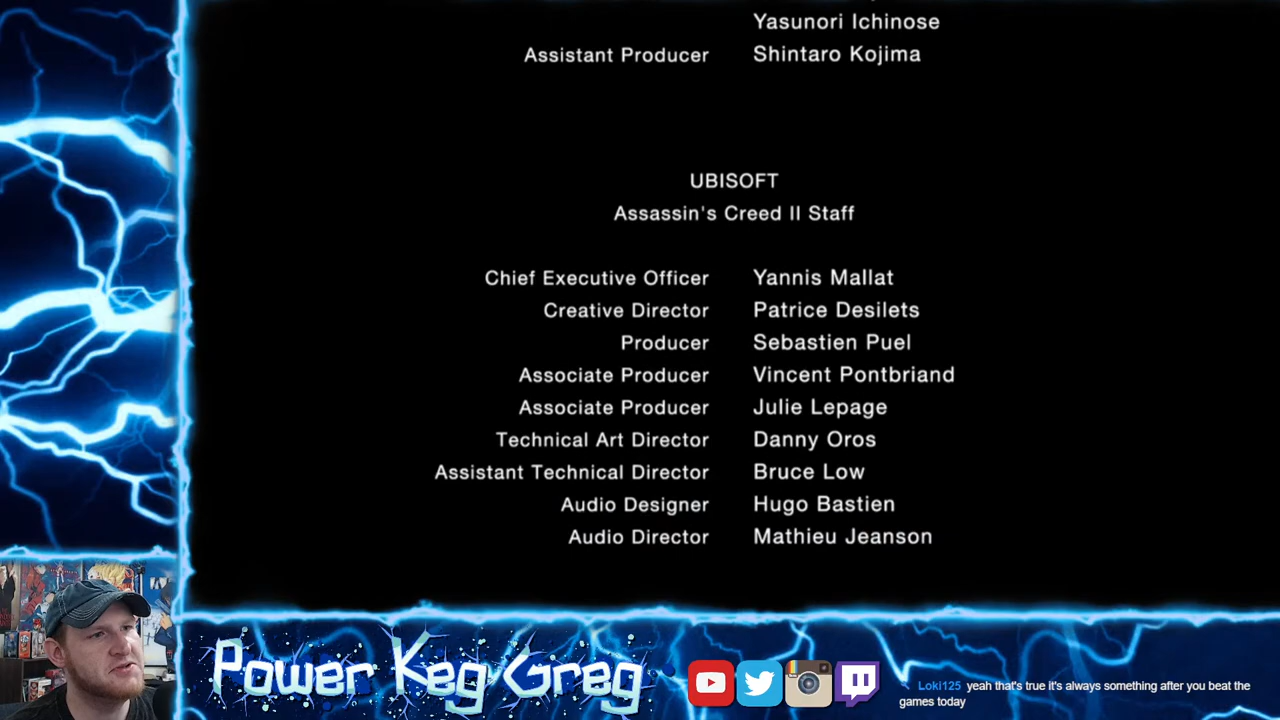 Yasunori Ichinose
Assistant Producer Shintaro Kojima
UBISOFT
Assassin's Creed II Staff
Chief Executive Officer Yannis Mallat
Creative Director Patrice Desilets
Producer Sebastien Puel
Associate Producer Vincent Pontbriand
Associate Producer Julie Lepage
Technical Art Director Danny Oros
Assistant Technical Director Bruce Low
Audio Designer Hugo Bastien
Audio Director Mathieu Jeanson
Power Keg Greg
Loki125 yeah that's true it's always something after you beat the
games today